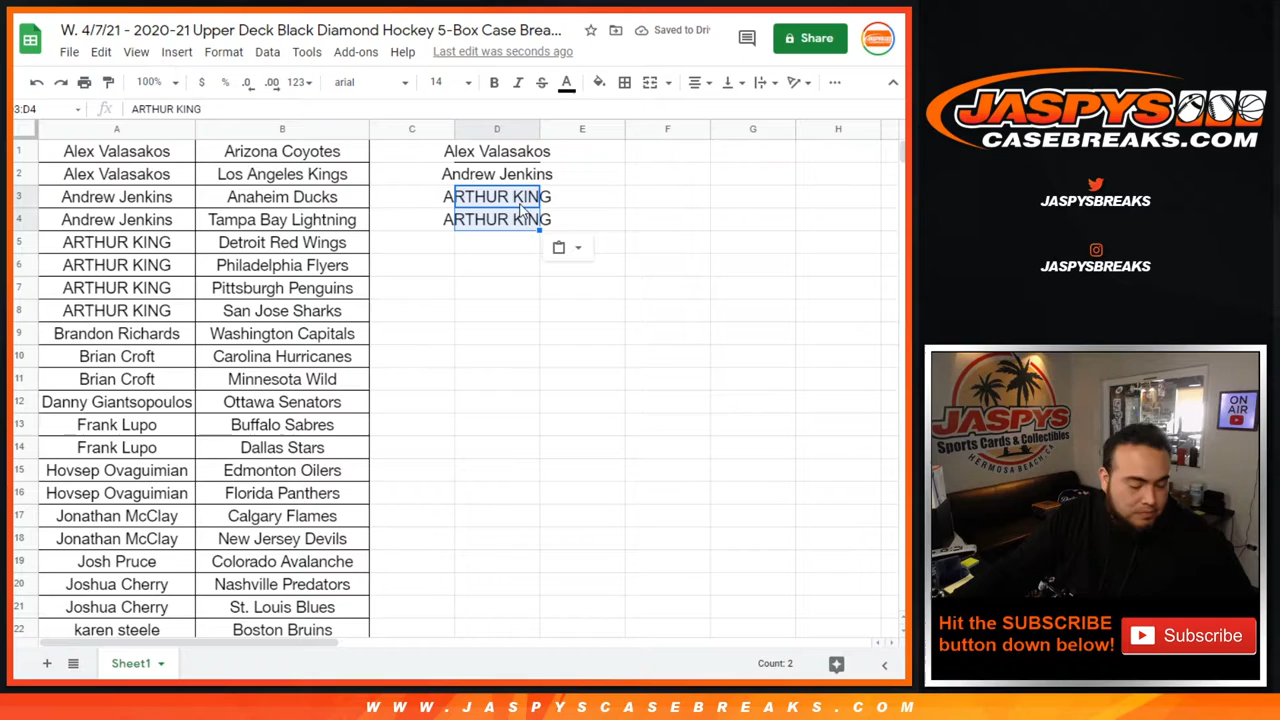 W. 4/7/21 - 2020-21 Upper Deck Black Diamond Hockey 5-Box Case Brea...
Saved to Dri
File Edit View Insert Format Data Tools Add-ons Help Last edit was seconds ago
Share
100% $ % .0 .00 123 arial 14 B I S A
3:D4 fx ARTHUR KING
A B C D E F G H
1 Alex Valasakos Arizona Coyotes Alex Valasakos
2 Alex Valasakos Los Angeles Kings Andrew Jenkins
3 Andrew Jenkins Anaheim Ducks ARTHUR KING
4 Andrew Jenkins Tampa Bay Lightning ARTHUR KING
5 ARTHUR KING Detroit Red Wings
6 ARTHUR KING Philadelphia Flyers
7 ARTHUR KING Pittsburgh Penguins
8 ARTHUR KING San Jose Sharks
9 Brandon Richards Washington Capitals
10 Brian Croft Carolina Hurricanes
11 Brian Croft Minnesota Wild
12 Danny Giantsopoulos Ottawa Senators
13 Frank Lupo Buffalo Sabres
14 Frank Lupo Dallas Stars
15 Hovsep Ovaguimian Edmonton Oilers
16 Hovsep Ovaguimian Florida Panthers
17 Jonathan McClay Calgary Flames
18 Jonathan McClay New Jersey Devils
19 Josh Pruce Colorado Avalanche
20 Joshua Cherry Nashville Predators
21 Joshua Cherry St. Louis Blues
22 karen steele Boston Bruins
Sheet1
Count: 2
JASPYS
CASEBREAKS.COM
JASPYSBREAKS
JASPYSBREAKS
JASPYS
Sports Cards & Collectibles
HERMOSA BEACH, CA
ON
AIR
Hit the SUBSCRIBE
button down below!
Subscribe
WWW.JASPYSCASEBREAKS.COM